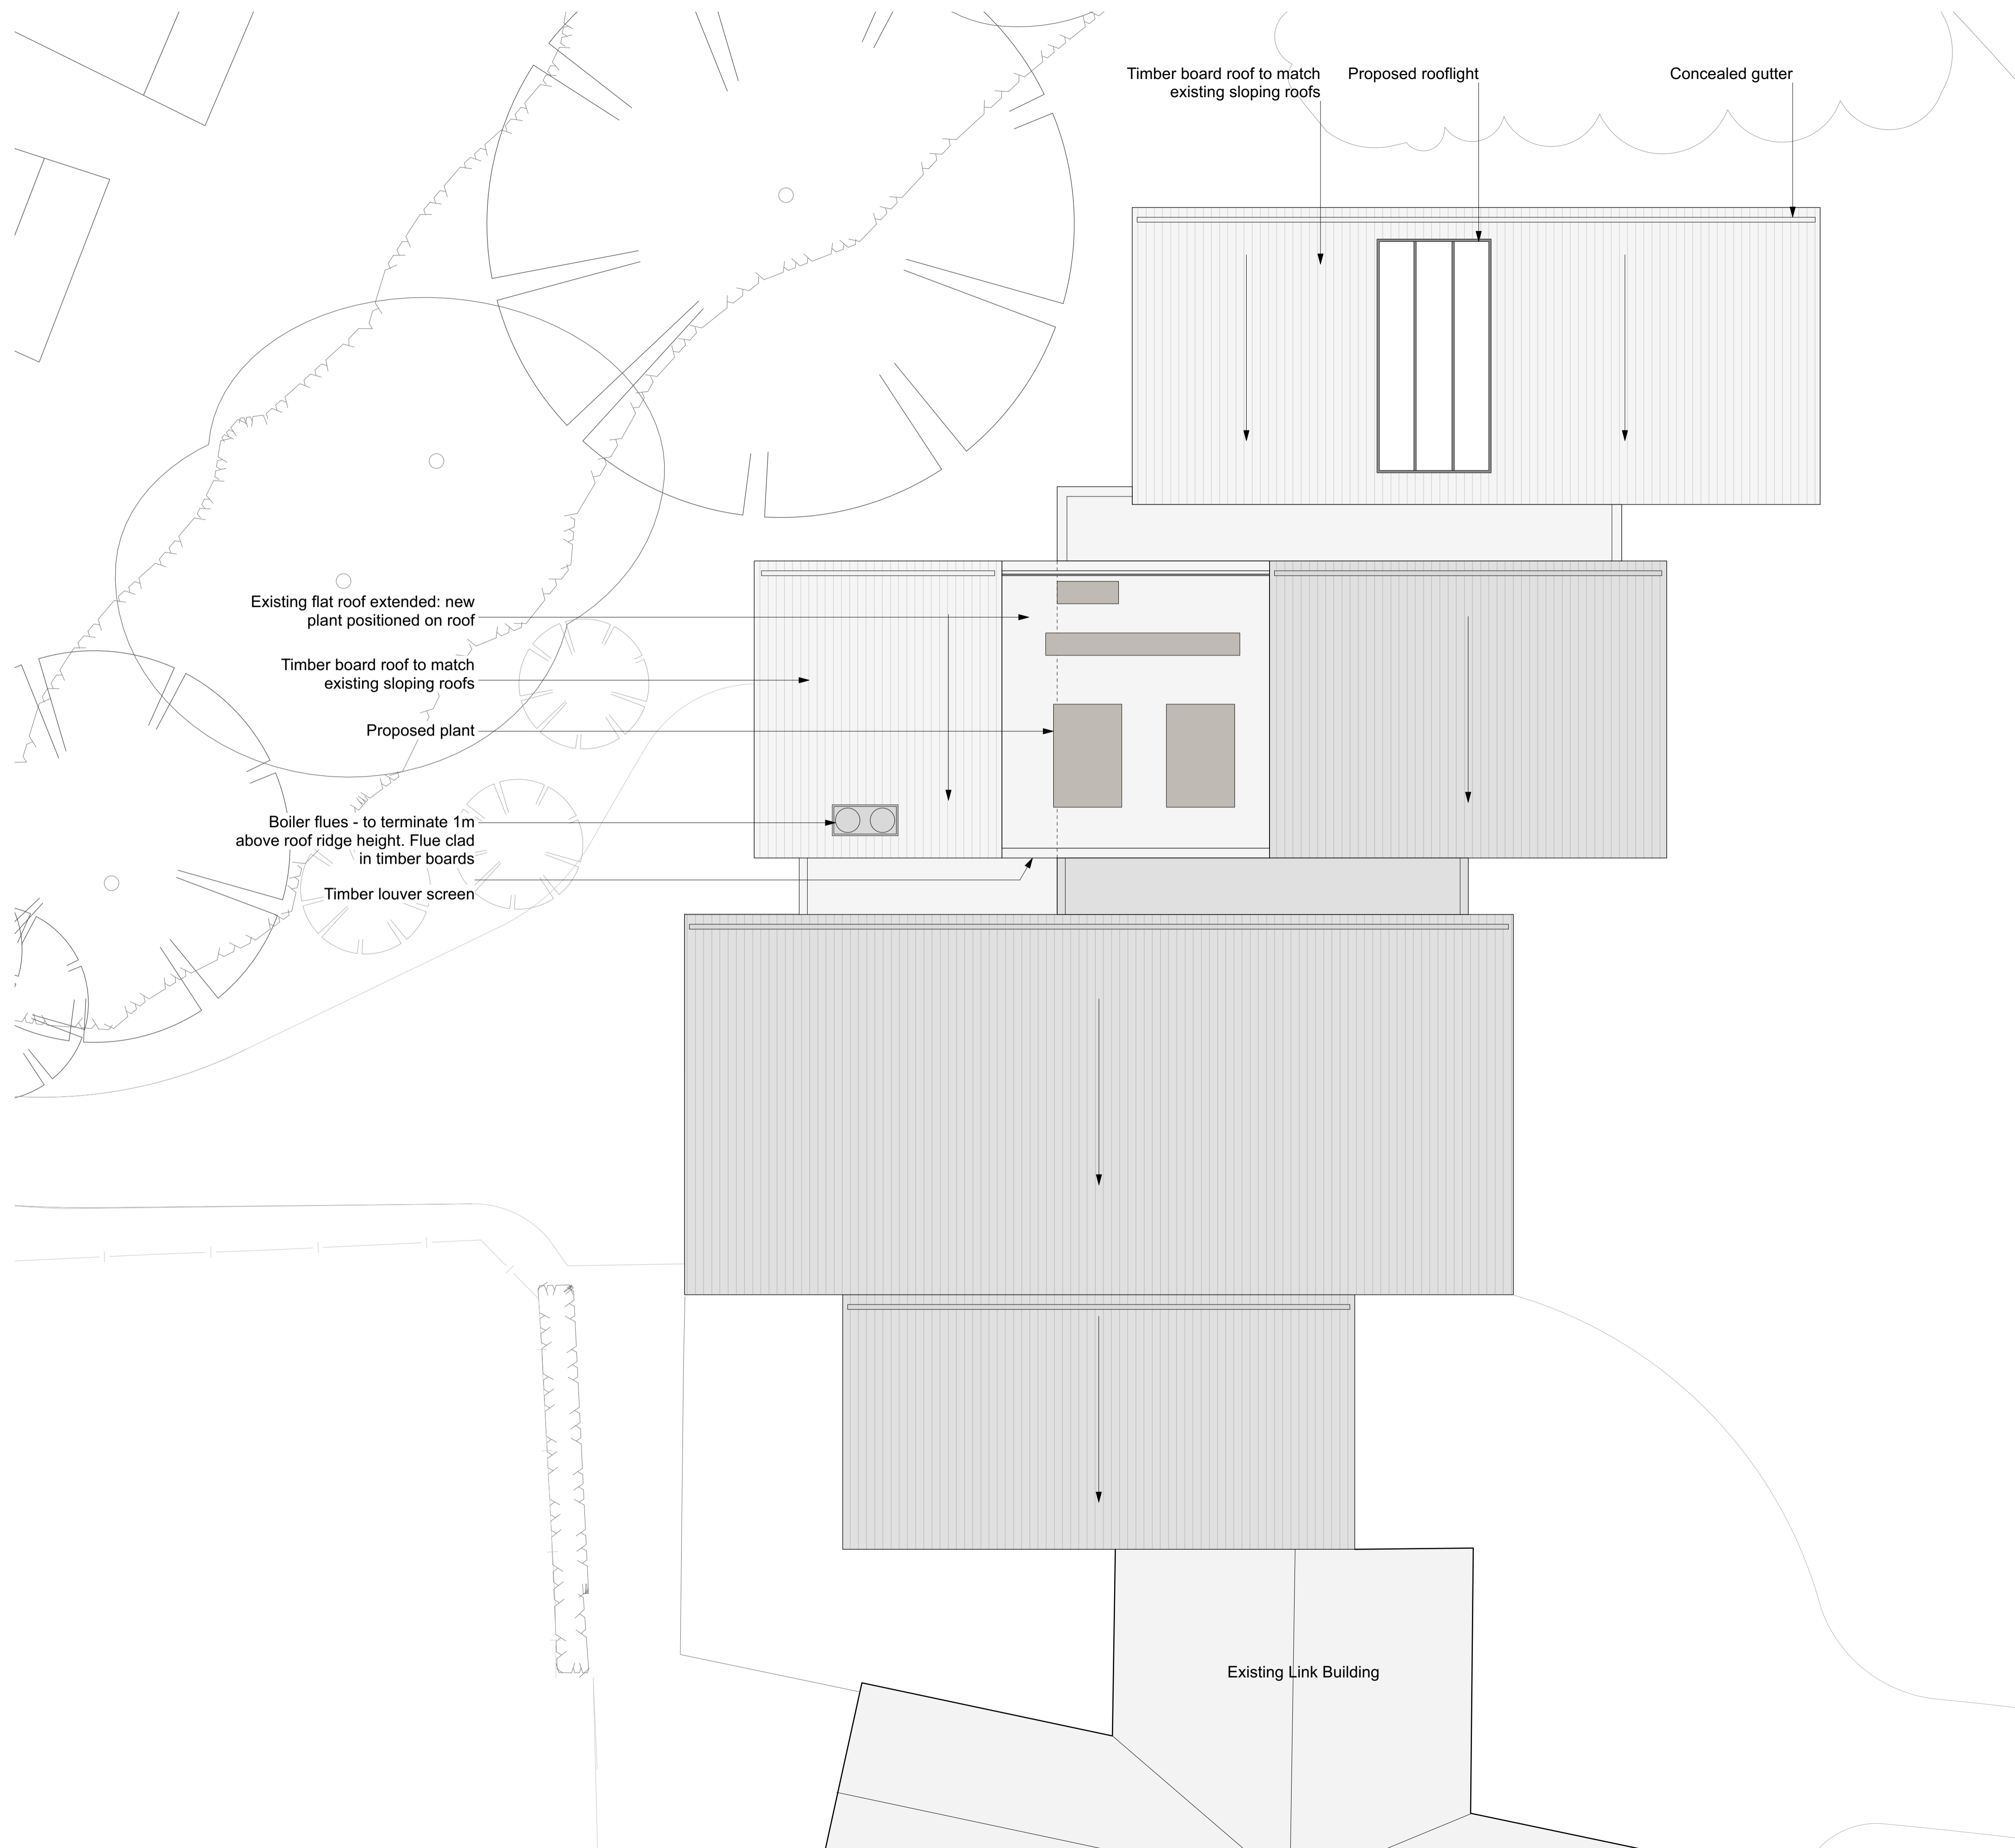 Timber board roof to match
existing sloping roofs
Proposed rooflight
Concealed gutter
Existing flat roof extended: new
plant positioned on roof
Timber board roof to match
existing sloping roofs
Proposed plant
Boiler flues - to terminate 1m
above roof ridge height. Flue clad
in timber boards
Timber louver screen
Existing Link Building